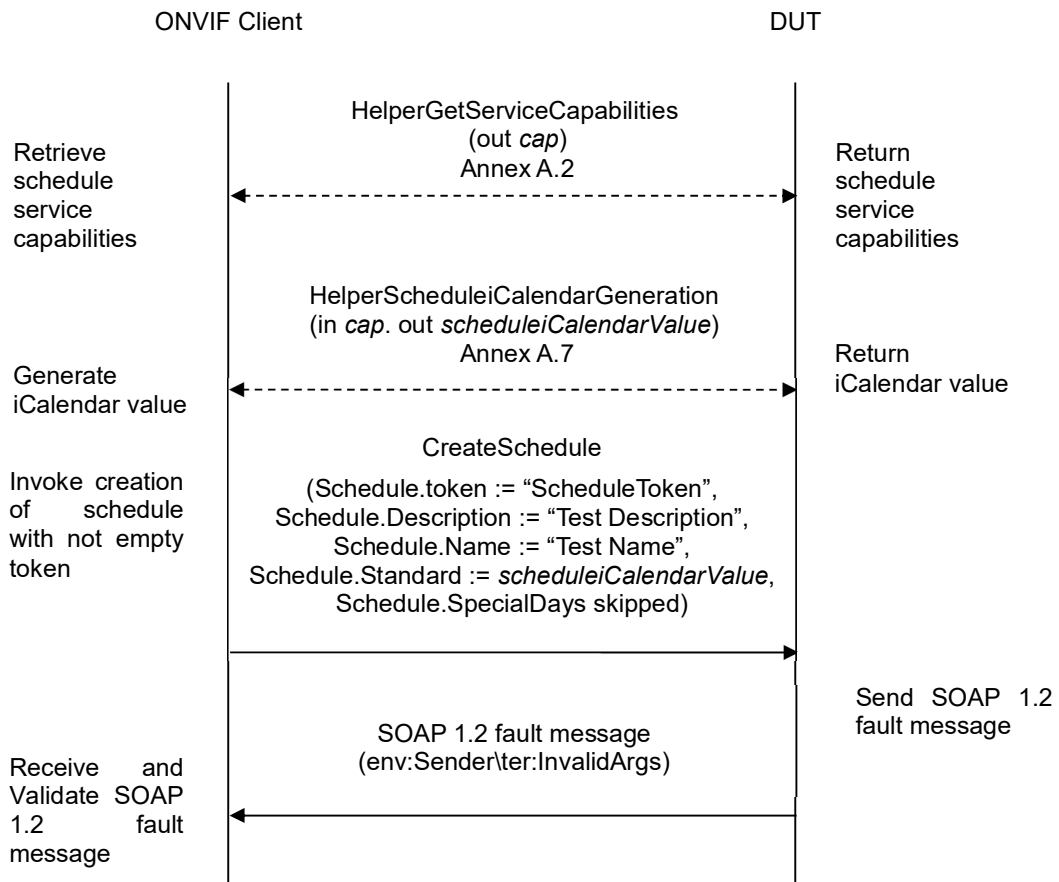 ONVIF Client
DUT
HelperGetServiceCapabilities
(out cap)
Annex A.2
Retrieve
schedule
service
capabilities
Return
schedule
service
capabilities
HelperScheduleiCalendarGeneration
(in cap. out scheduleiCalendarValue)
Annex A.7
Generate
iCalendar value
Return
iCalendar value
CreateSchedule
(Schedule.token := “ScheduleToken”,
Schedule.Description := “Test Description”,
Schedule.Name := “Test Name”,
Schedule.Standard := scheduleiCalendarValue,
Schedule.SpecialDays skipped)
Invoke creation
of schedule
with not empty
token
Send SOAP 1.2
fault message
SOAP 1.2 fault message
(env:Sender\ter:InvalidArgs)
Receive and
Validate SOAP
1.2 fault
message